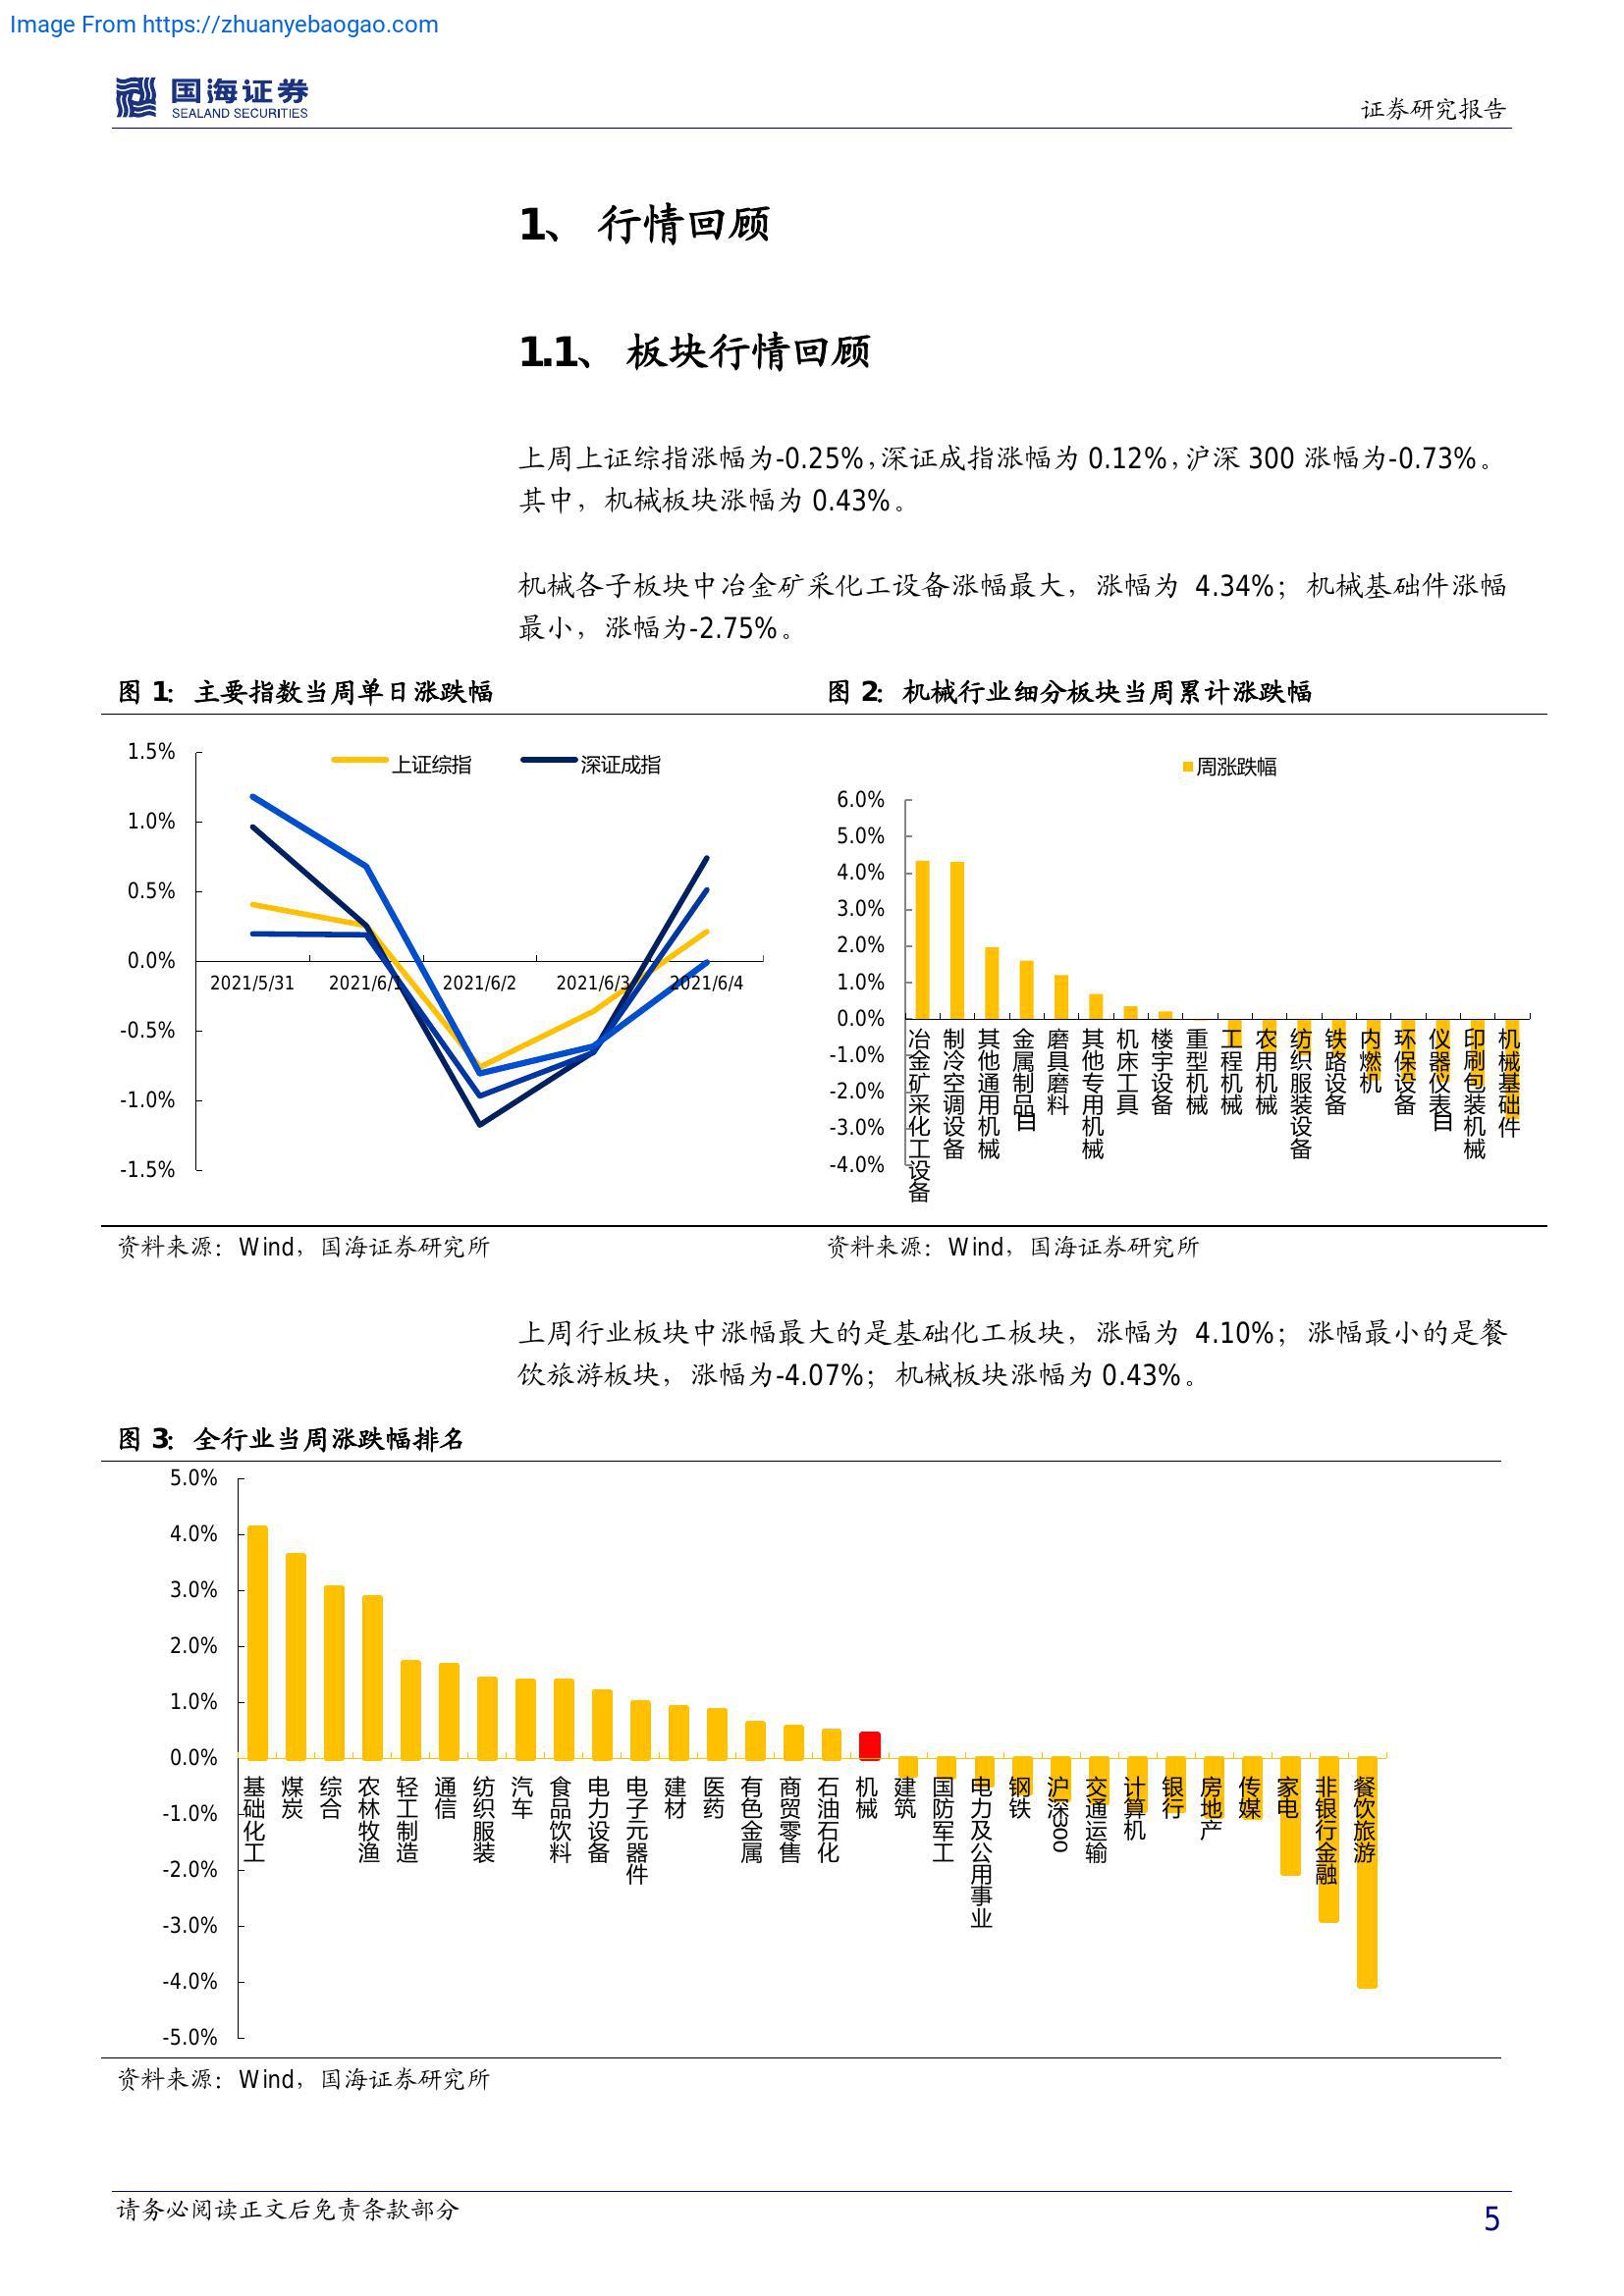 Image From https://zhuanyebaogao.com
国海证券
SEALAND SECURITIES
证券研究报告
1、 行情回顾
1.1、 板块行情回顾
上周上证综指涨幅为-0.25%，深证成指涨幅为 0.12%，沪深 300 涨幅为-0.73%。
其中，机械板块涨幅为 0.43%。
机械各子板块中冶金矿采化工设备涨幅最大，涨幅为 4.34%；机械基础件涨幅
最小，涨幅为-2.75%。
图 1：主要指数当周单日涨跌幅
1.5%
1.0%
0.5%
0.0%
-0.5%
-1.0%
-1.5%
上证综指
深证成指
2021/5/31
2021/6/1
2021/6/2
2021/6/3
2021/6/4
资料来源：Wind，国海证券研究所
图 2：机械行业细分板块当周累计涨跌幅
周涨跌幅
6.0%
5.0%
4.0%
3.0%
2.0%
1.0%
0.0%
-1.0%
-2.0%
-3.0%
-4.0%
冶金矿采化工设备
制冷空调设备
其他通用机械
金属制品Ⅲ
磨具磨料
其他专用机械
机床工具
楼宇设备
重型机械
工程机械
农用机械
纺织服装设备
铁路设备
内燃机
环保设备
仪器仪表Ⅲ
印刷包装机械
机械基础件
资料来源：Wind，国海证券研究所
上周行业板块中涨幅最大的是基础化工板块，涨幅为 4.10%；涨幅最小的是餐
饮旅游板块，涨幅为-4.07%；机械板块涨幅为 0.43%。
图 3：全行业当周涨跌幅排名
5.0%
4.0%
3.0%
2.0%
1.0%
0.0%
-1.0%
-2.0%
-3.0%
-4.0%
-5.0%
基础化工
煤炭
综合
农林牧渔
轻工制造
通信
纺织服装
汽车
食品饮料
电力设备
电子元器件
建材
医药
有色金属
商贸零售
石油石化
机械
建筑
国防军工
电力及公用事业
钢铁
沪深300
交通运输
计算机
银行
房地产
传媒
家电
非银行金融
餐饮旅游
资料来源：Wind，国海证券研究所
请务必阅读正文后免责条款部分
5